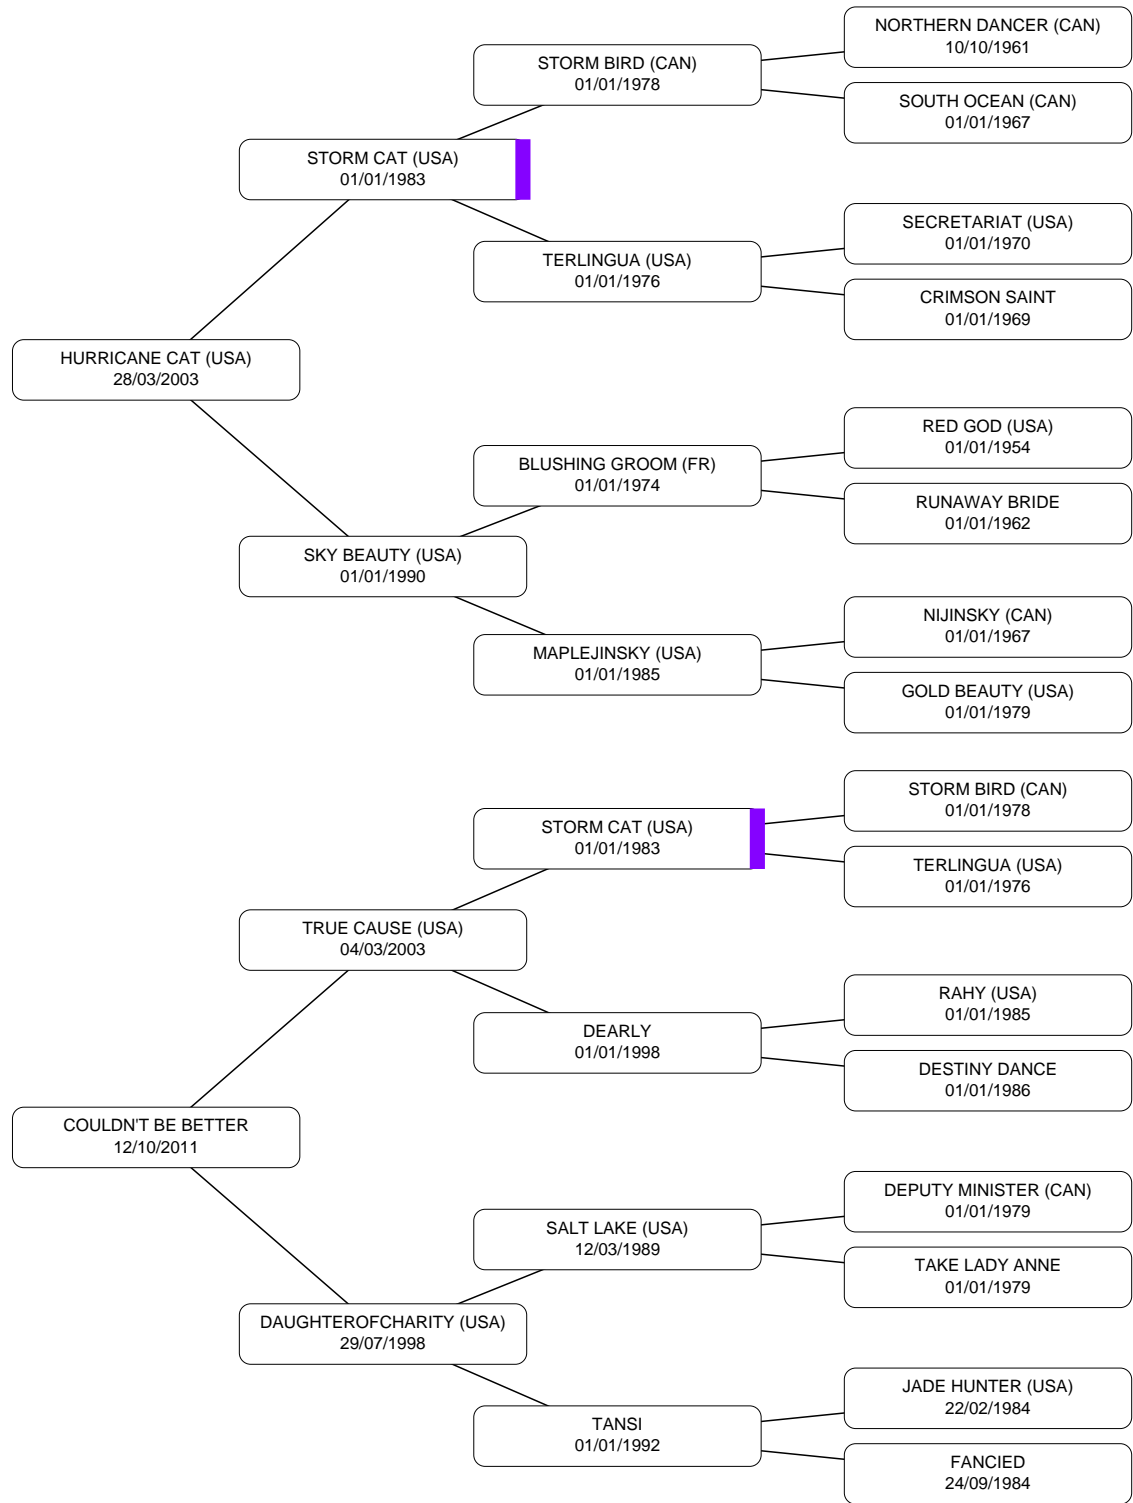 NORTHERN DANCER (CAN)
10/10/1961
STORM BIRD (CAN)
01/01/1978
SOUTH OCEAN (CAN)
01/01/1967
STORM CAT (USA)
01/01/1983
SECRETARIAT (USA)
01/01/1970
TERLINGUA (USA)
01/01/1976
CRIMSON SAINT
01/01/1969
HURRICANE CAT (USA)
28/03/2003
RED GOD (USA)
01/01/1954
BLUSHING GROOM (FR)
01/01/1974
RUNAWAY BRIDE
01/01/1962
SKY BEAUTY (USA)
01/01/1990
NIJINSKY (CAN)
01/01/1967
MAPLEJINSKY (USA)
01/01/1985
GOLD BEAUTY (USA)
01/01/1979
STORM BIRD (CAN)
01/01/1978
STORM CAT (USA)
01/01/1983
TERLINGUA (USA)
01/01/1976
TRUE CAUSE (USA)
04/03/2003
RAHY (USA)
01/01/1985
DEARLY
01/01/1998
DESTINY DANCE
01/01/1986
COULDN'T BE BETTER
12/10/2011
DEPUTY MINISTER (CAN)
01/01/1979
SALT LAKE (USA)
12/03/1989
TAKE LADY ANNE
01/01/1979
DAUGHTEROFCHARITY (USA)
29/07/1998
JADE HUNTER (USA)
22/02/1984
TANSI
01/01/1992
FANCIED
24/09/1984